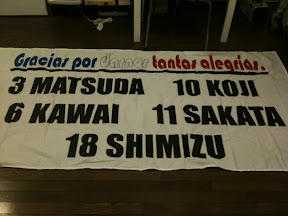 Gracias por Darnos tantas alegrías.
3 MATSUDA 10 KOJI
6 KAWAI 11 SAKATA
18 SHIMIZU